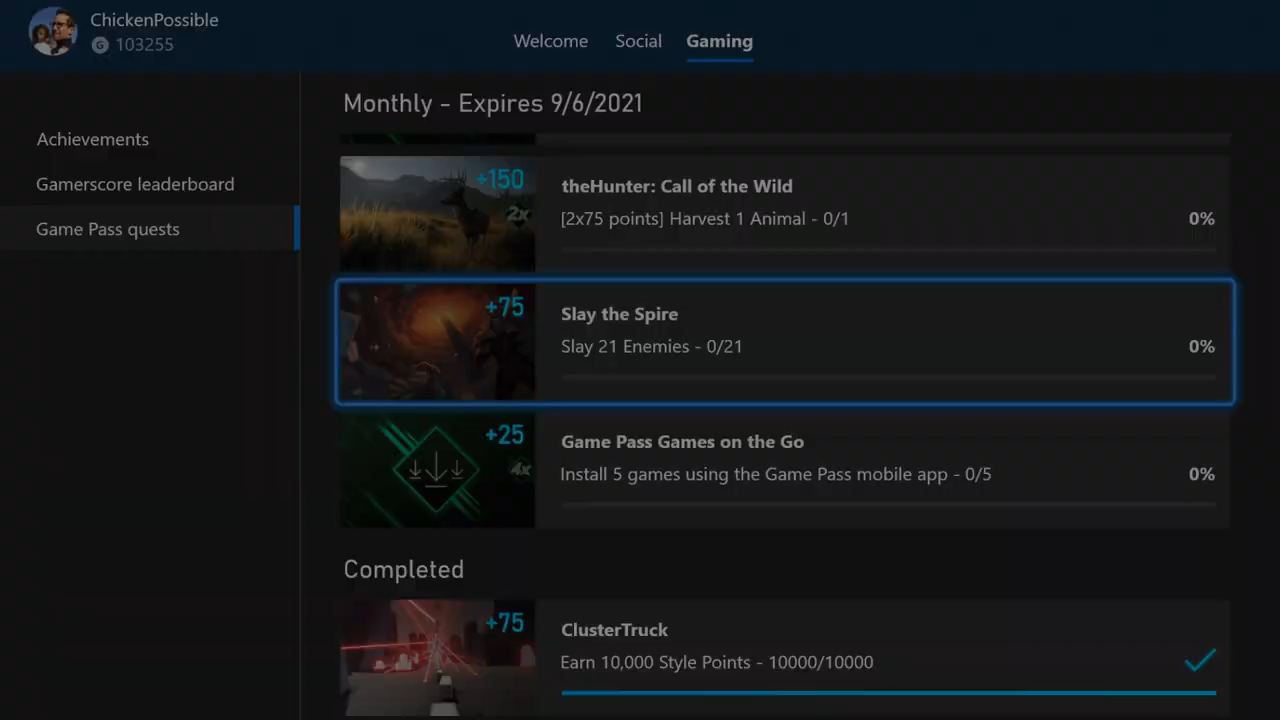 ChickenPossible
G 103255
Welcome Social Gaming
Achievements
Gamerscore leaderboard
Game Pass quests
Monthly - Expires 9/6/2021
+150
2x
theHunter: Call of the Wild
[2x75 points] Harvest 1 Animal - 0/1
0%
+75
Slay the Spire
Slay 21 Enemies - 0/21
0%
+25
4x
Game Pass Games on the Go
Install 5 games using the Game Pass mobile app - 0/5
0%
Completed
+75
ClusterTruck
Earn 10,000 Style Points - 10000/10000